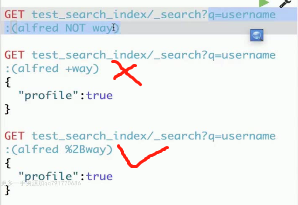 GET test_search_index/_search?q=username
:(alfred NOT way)
GET test_search_index/_search?q=username
:(alfred +way)
{
"profile":true
}
GET test_search_index/_search?q=username
:(alfred %2Bway)
{
"profile":true
}